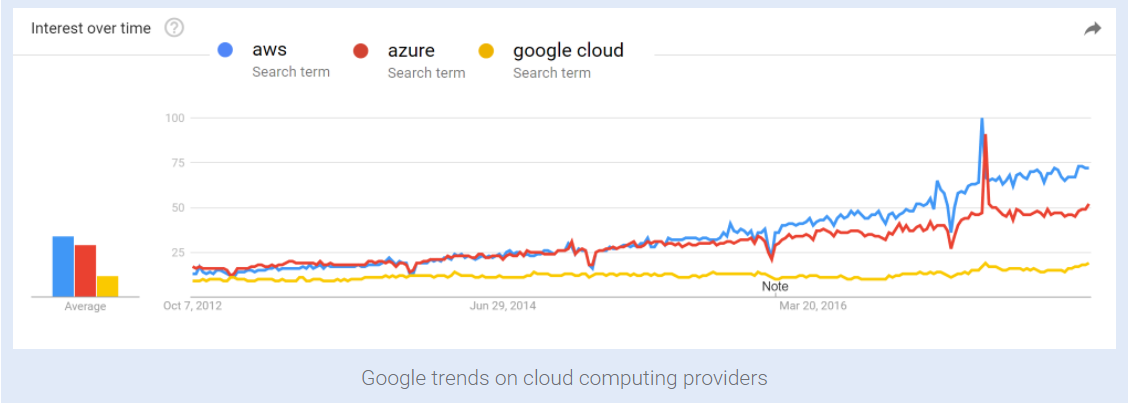 Interest over time ?
aws azure google cloud
Search term Search term Search term
100
75
50
25
Average
Oct 7, 2012 Jun 29, 2014 Mar 20, 2016
Note
Google trends on cloud computing providers